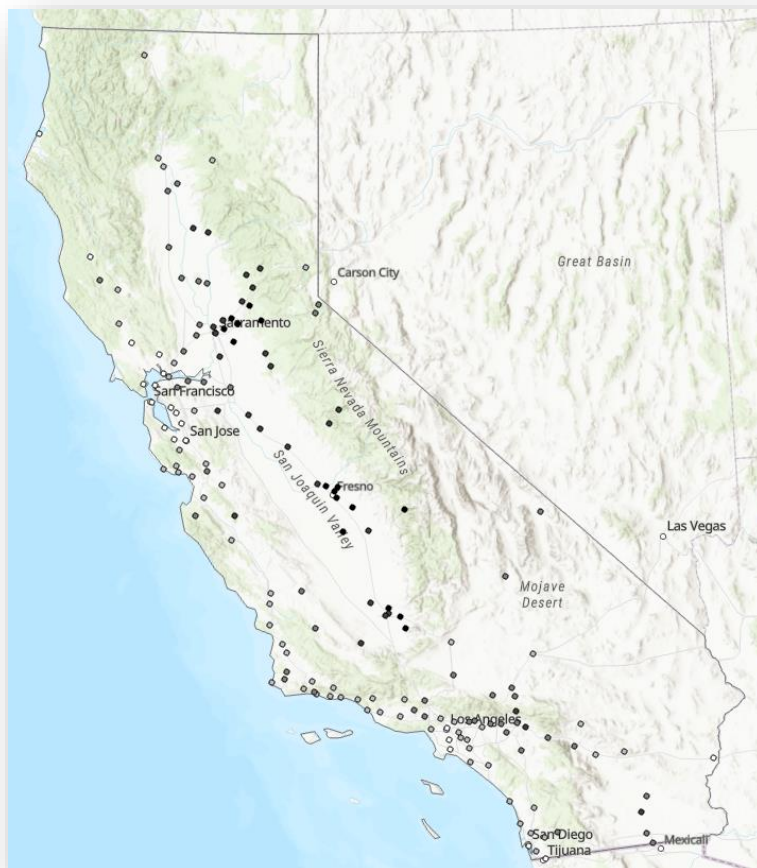 Great Basin
Carson City
Sacramento
Sierra Nevada Mountains
San Francisco
San Jose
San Joaquin Valley
Fresno
Las Vegas
Mojave
Desert
Los Angeles
San Diego
Mexicali
Tijuana